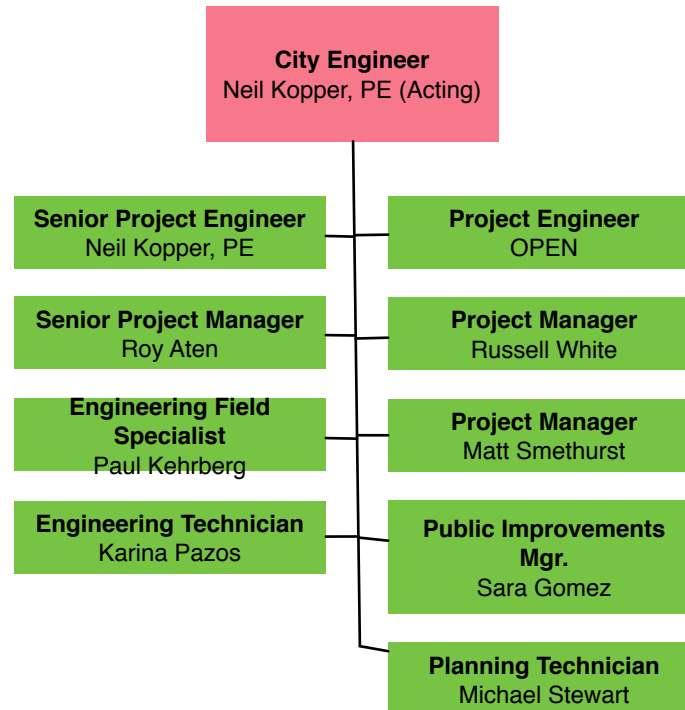 City Engineer
Neil Kopper, PE (Acting)
Senior Project Engineer
Neil Kopper, PE
Project Engineer
OPEN
Senior Project Manager
Roy Aten
Project Manager
Russell White
Engineering Field
Specialist
Paul Kehrberg
Project Manager
Matt Smethurst
Engineering Technician
Karina Pazos
Public Improvements
Mgr.
Sara Gomez
Planning Technician
Michael Stewart